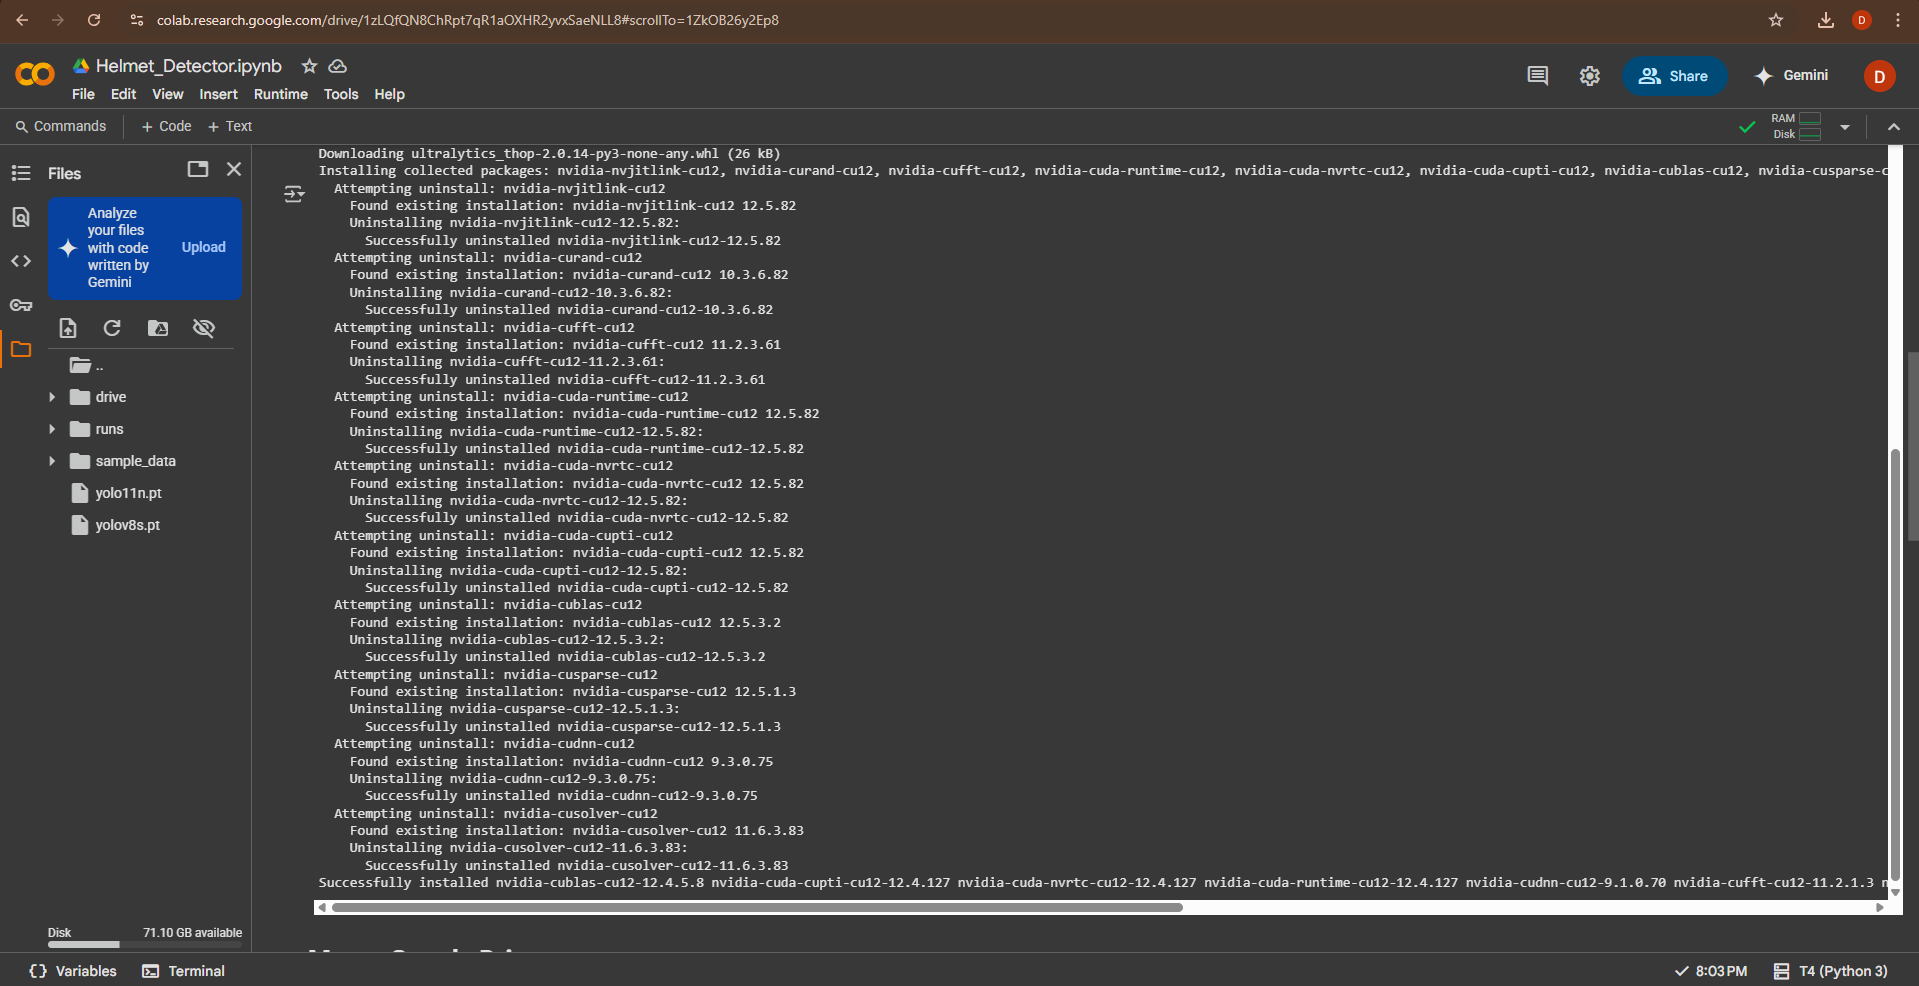 colab.research.google.com/drive/1zLQfQN8ChRpt7qR1aOXHR2yvxSaeNLL8#scrollTo=1ZkOB26y2Ep8
D
Helmet_Detector.ipynb
File Edit View Insert Runtime Tools Help
Share
Gemini
D
Commands
+ Code + Text
RAM
Disk
Files
Analyze
your files
with code
written by
Gemini
Upload
..
drive
runs
sample_data
yolo11n.pt
yolov8s.pt
Disk 71.10 GB available
Downloading ultralytics_thop-2.0.14-py3-none-any.whl (26 kB)
Installing collected packages: nvidia-nvjitlink-cu12, nvidia-curand-cu12, nvidia-cufft-cu12, nvidia-cuda-runtime-cu12, nvidia-cuda-nvrtc-cu12, nvidia-cuda-cupti-cu12, nvidia-cublas-cu12, nvidia-cusparse-c
Attempting uninstall: nvidia-nvjitlink-cu12
Found existing installation: nvidia-nvjitlink-cu12 12.5.82
Uninstalling nvidia-nvjitlink-cu12-12.5.82:
Successfully uninstalled nvidia-nvjitlink-cu12-12.5.82
Attempting uninstall: nvidia-curand-cu12
Found existing installation: nvidia-curand-cu12 10.3.6.82
Uninstalling nvidia-curand-cu12-10.3.6.82:
Successfully uninstalled nvidia-curand-cu12-10.3.6.82
Attempting uninstall: nvidia-cufft-cu12
Found existing installation: nvidia-cufft-cu12 11.2.3.61
Uninstalling nvidia-cufft-cu12-11.2.3.61:
Successfully uninstalled nvidia-cufft-cu12-11.2.3.61
Attempting uninstall: nvidia-cuda-runtime-cu12
Found existing installation: nvidia-cuda-runtime-cu12 12.5.82
Uninstalling nvidia-cuda-runtime-cu12-12.5.82:
Successfully uninstalled nvidia-cuda-runtime-cu12-12.5.82
Attempting uninstall: nvidia-cuda-nvrtc-cu12
Found existing installation: nvidia-cuda-nvrtc-cu12 12.5.82
Uninstalling nvidia-cuda-nvrtc-cu12-12.5.82:
Successfully uninstalled nvidia-cuda-nvrtc-cu12-12.5.82
Attempting uninstall: nvidia-cuda-cupti-cu12
Found existing installation: nvidia-cuda-cupti-cu12 12.5.82
Uninstalling nvidia-cuda-cupti-cu12-12.5.82:
Successfully uninstalled nvidia-cuda-cupti-cu12-12.5.82
Attempting uninstall: nvidia-cublas-cu12
Found existing installation: nvidia-cublas-cu12 12.5.3.2
Uninstalling nvidia-cublas-cu12-12.5.3.2:
Successfully uninstalled nvidia-cublas-cu12-12.5.3.2
Attempting uninstall: nvidia-cusparse-cu12
Found existing installation: nvidia-cusparse-cu12 12.5.1.3
Uninstalling nvidia-cusparse-cu12-12.5.1.3:
Successfully uninstalled nvidia-cusparse-cu12-12.5.1.3
Attempting uninstall: nvidia-cudnn-cu12
Found existing installation: nvidia-cudnn-cu12 9.3.0.75
Uninstalling nvidia-cudnn-cu12-9.3.0.75:
Successfully uninstalled nvidia-cudnn-cu12-9.3.0.75
Attempting uninstall: nvidia-cusolver-cu12
Found existing installation: nvidia-cusolver-cu12 11.6.3.83
Uninstalling nvidia-cusolver-cu12-11.6.3.83:
Successfully uninstalled nvidia-cusolver-cu12-11.6.3.83
Successfully installed nvidia-cublas-cu12-12.4.5.8 nvidia-cuda-cupti-cu12-12.4.127 nvidia-cuda-nvrtc-cu12-12.4.127 nvidia-cuda-runtime-cu12-12.4.127 nvidia-cudnn-cu12-9.1.0.70 nvidia-cufft-cu12-11.2.1.3 n
{} Variables
Terminal
8:03 PM
T4 (Python 3)